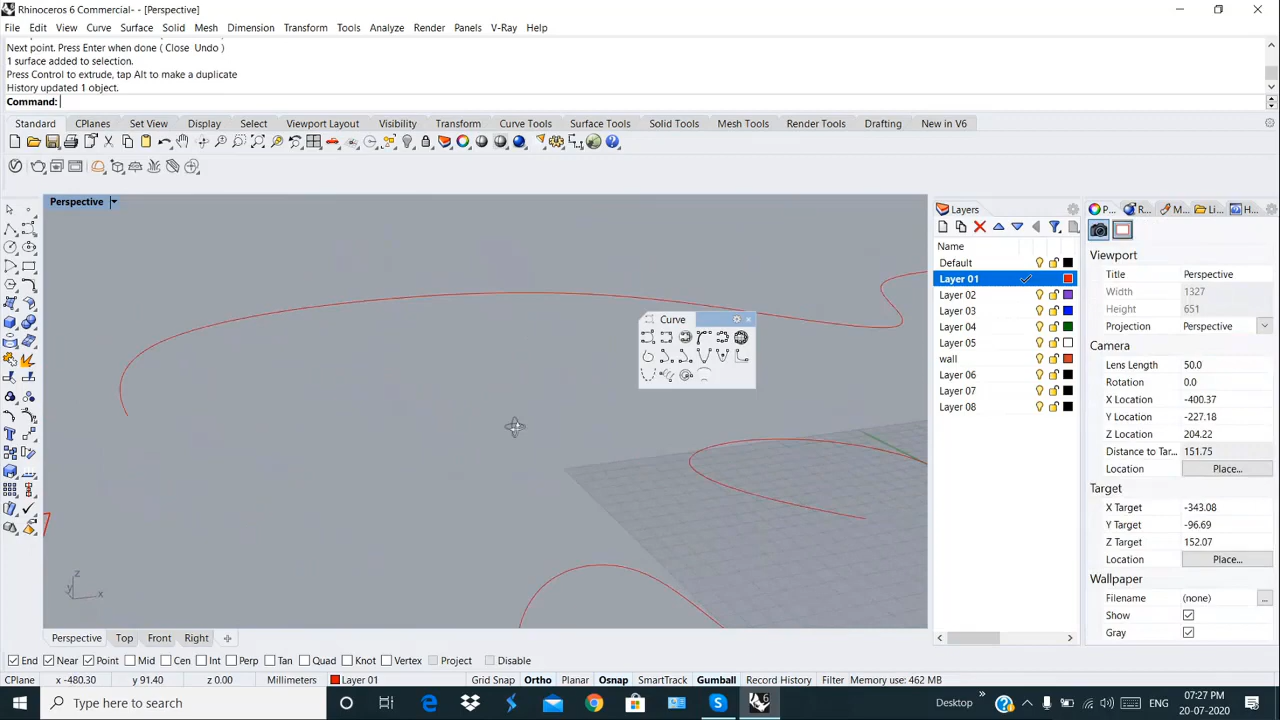 Rhinoceros 6 Commercial- - [Perspective]
File Edit View Curve Surface Solid Mesh Dimension Transform Tools Analyze Render Panels V-Ray Help
Next point. Press Enter when done ( Close Undo )
1 surface added to selection.
Press Control to extrude, tap Alt to make a duplicate
History updated 1 object.
Command:
Standard CPlanes Set View Display Select Viewport Layout Visibility Transform Curve Tools Surface Tools Solid Tools Mesh Tools Render Tools Drafting New in V6
Perspective
Layers
P... R... M... Li... H...
Name
Default
Layer 01
Layer 02
Layer 03
Layer 04
Layer 05
wall
Layer 06
Layer 07
Layer 08
Curve
Viewport
Title Perspective
Width 1327
Height 651
Projection Perspective
Camera
Lens Length 50.0
Rotation 0.0
X Location -400.37
Y Location -227.18
Z Location 204.22
Distance to Tar... 151.75
Location Place...
Target
X Target -343.08
Y Target -96.69
Z Target 152.07
Location Place...
Wallpaper
Filename (none) ...
Show
Gray
z
y
x
Perspective Top Front Right
End Near Point Mid Cen Int Perp Tan Quad Knot Vertex Project Disable
CPlane x -480.30 y 91.40 z 0.00 Millimeters Layer 01 Grid Snap Ortho Planar Osnap SmartTrack Gumball Record History Filter Memory use: 462 MB
Type here to search
Desktop
ENG
07:27 PM
20-07-2020